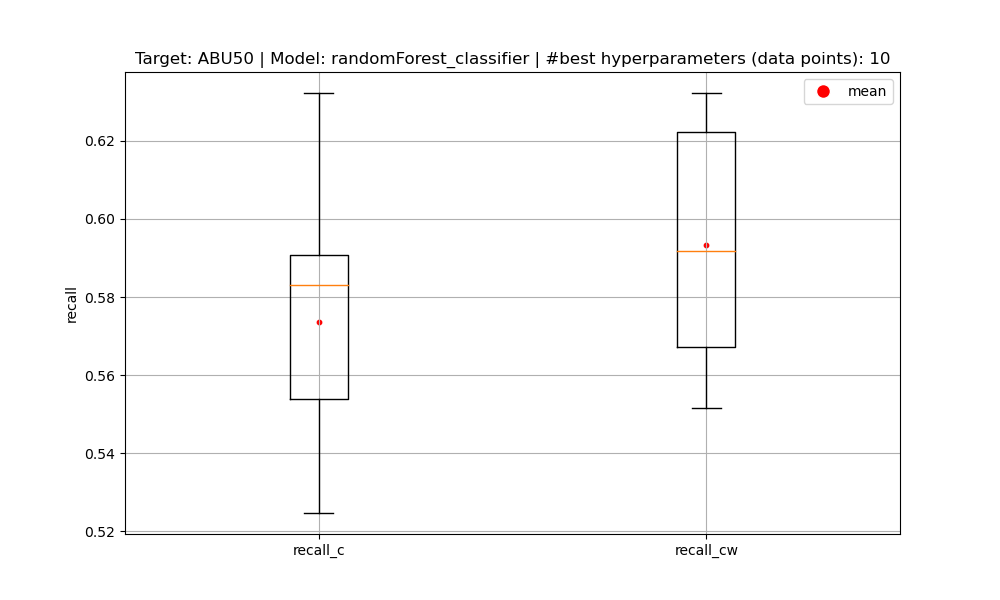 Target: ABU50 | Model: randomForest_classifier | #best hyperparameters (data points): 10
mean
0.62
0.60
0.58
0.56
0.54
0.52
recall
recall_c
recall_cw